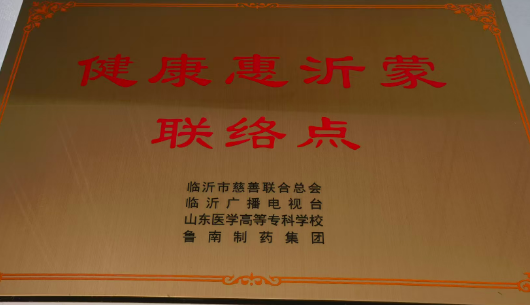 健康惠沂蒙
联络点
临沂市慈善联合总会
临沂广播电视台
山东医学高等专科学校
鲁南制药集团